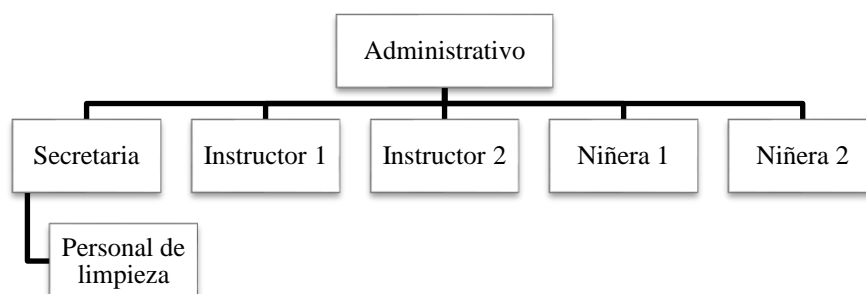 Administrativo
Secretaria
Instructor 1
Instructor 2
Niñera 1
Niñera 2
Personal de
limpieza